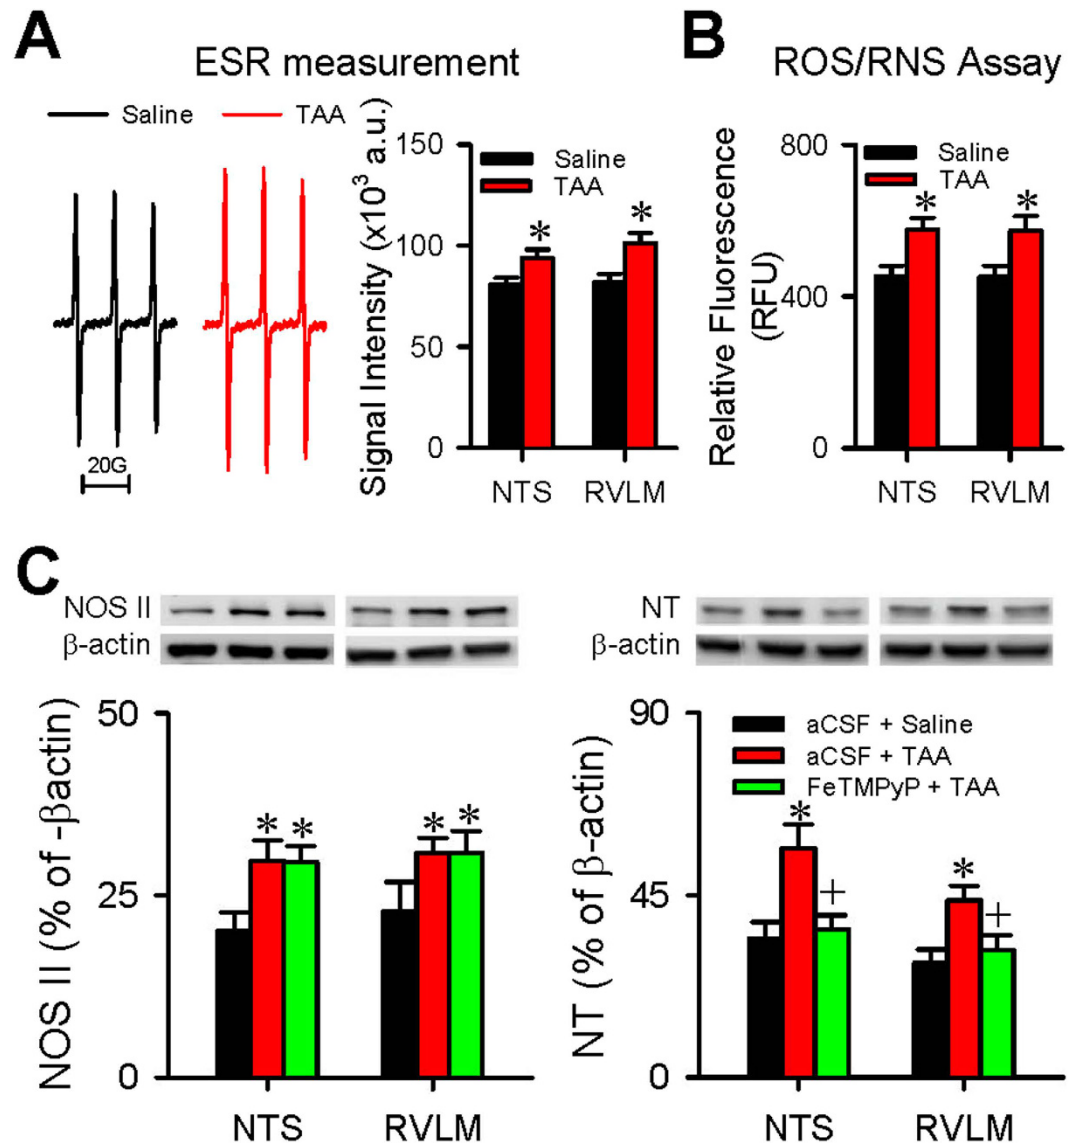 A
ESR measurement
Saline
TAA
20G
Signal Intensity (x10³ a.u.)
150
100
50
0
Saline
TAA
*
*
NTS
RVLM
B
ROS/RNS Assay
Relative Fluorescence
(RFU)
800
400
0
Saline
TAA
*
*
NTS
RVLM
C
NOS II
β-actin
NOS II (% of -βactin)
50
25
0
* *
* *
NTS
RVLM
NT
β-actin
NT (% of β-actin)
90
45
0
aCSF + Saline
aCSF + TAA
FeTMPyP + TAA
*
+
*
+
NTS
RVLM